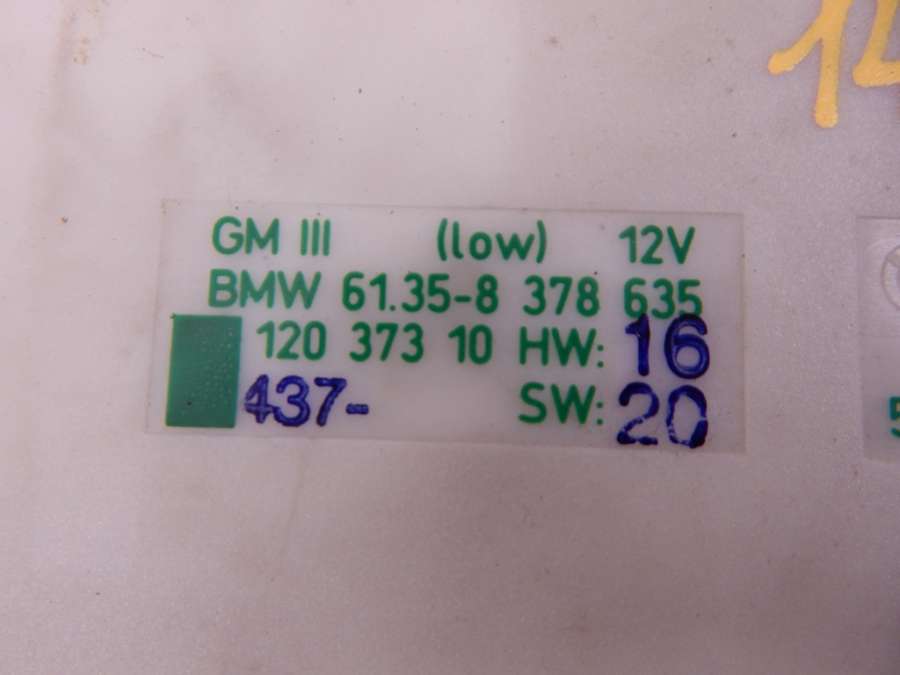 GM III (low) 12V
BMW 61.35-8 378 635
120 373 10 HW: 16
437- SW: 20